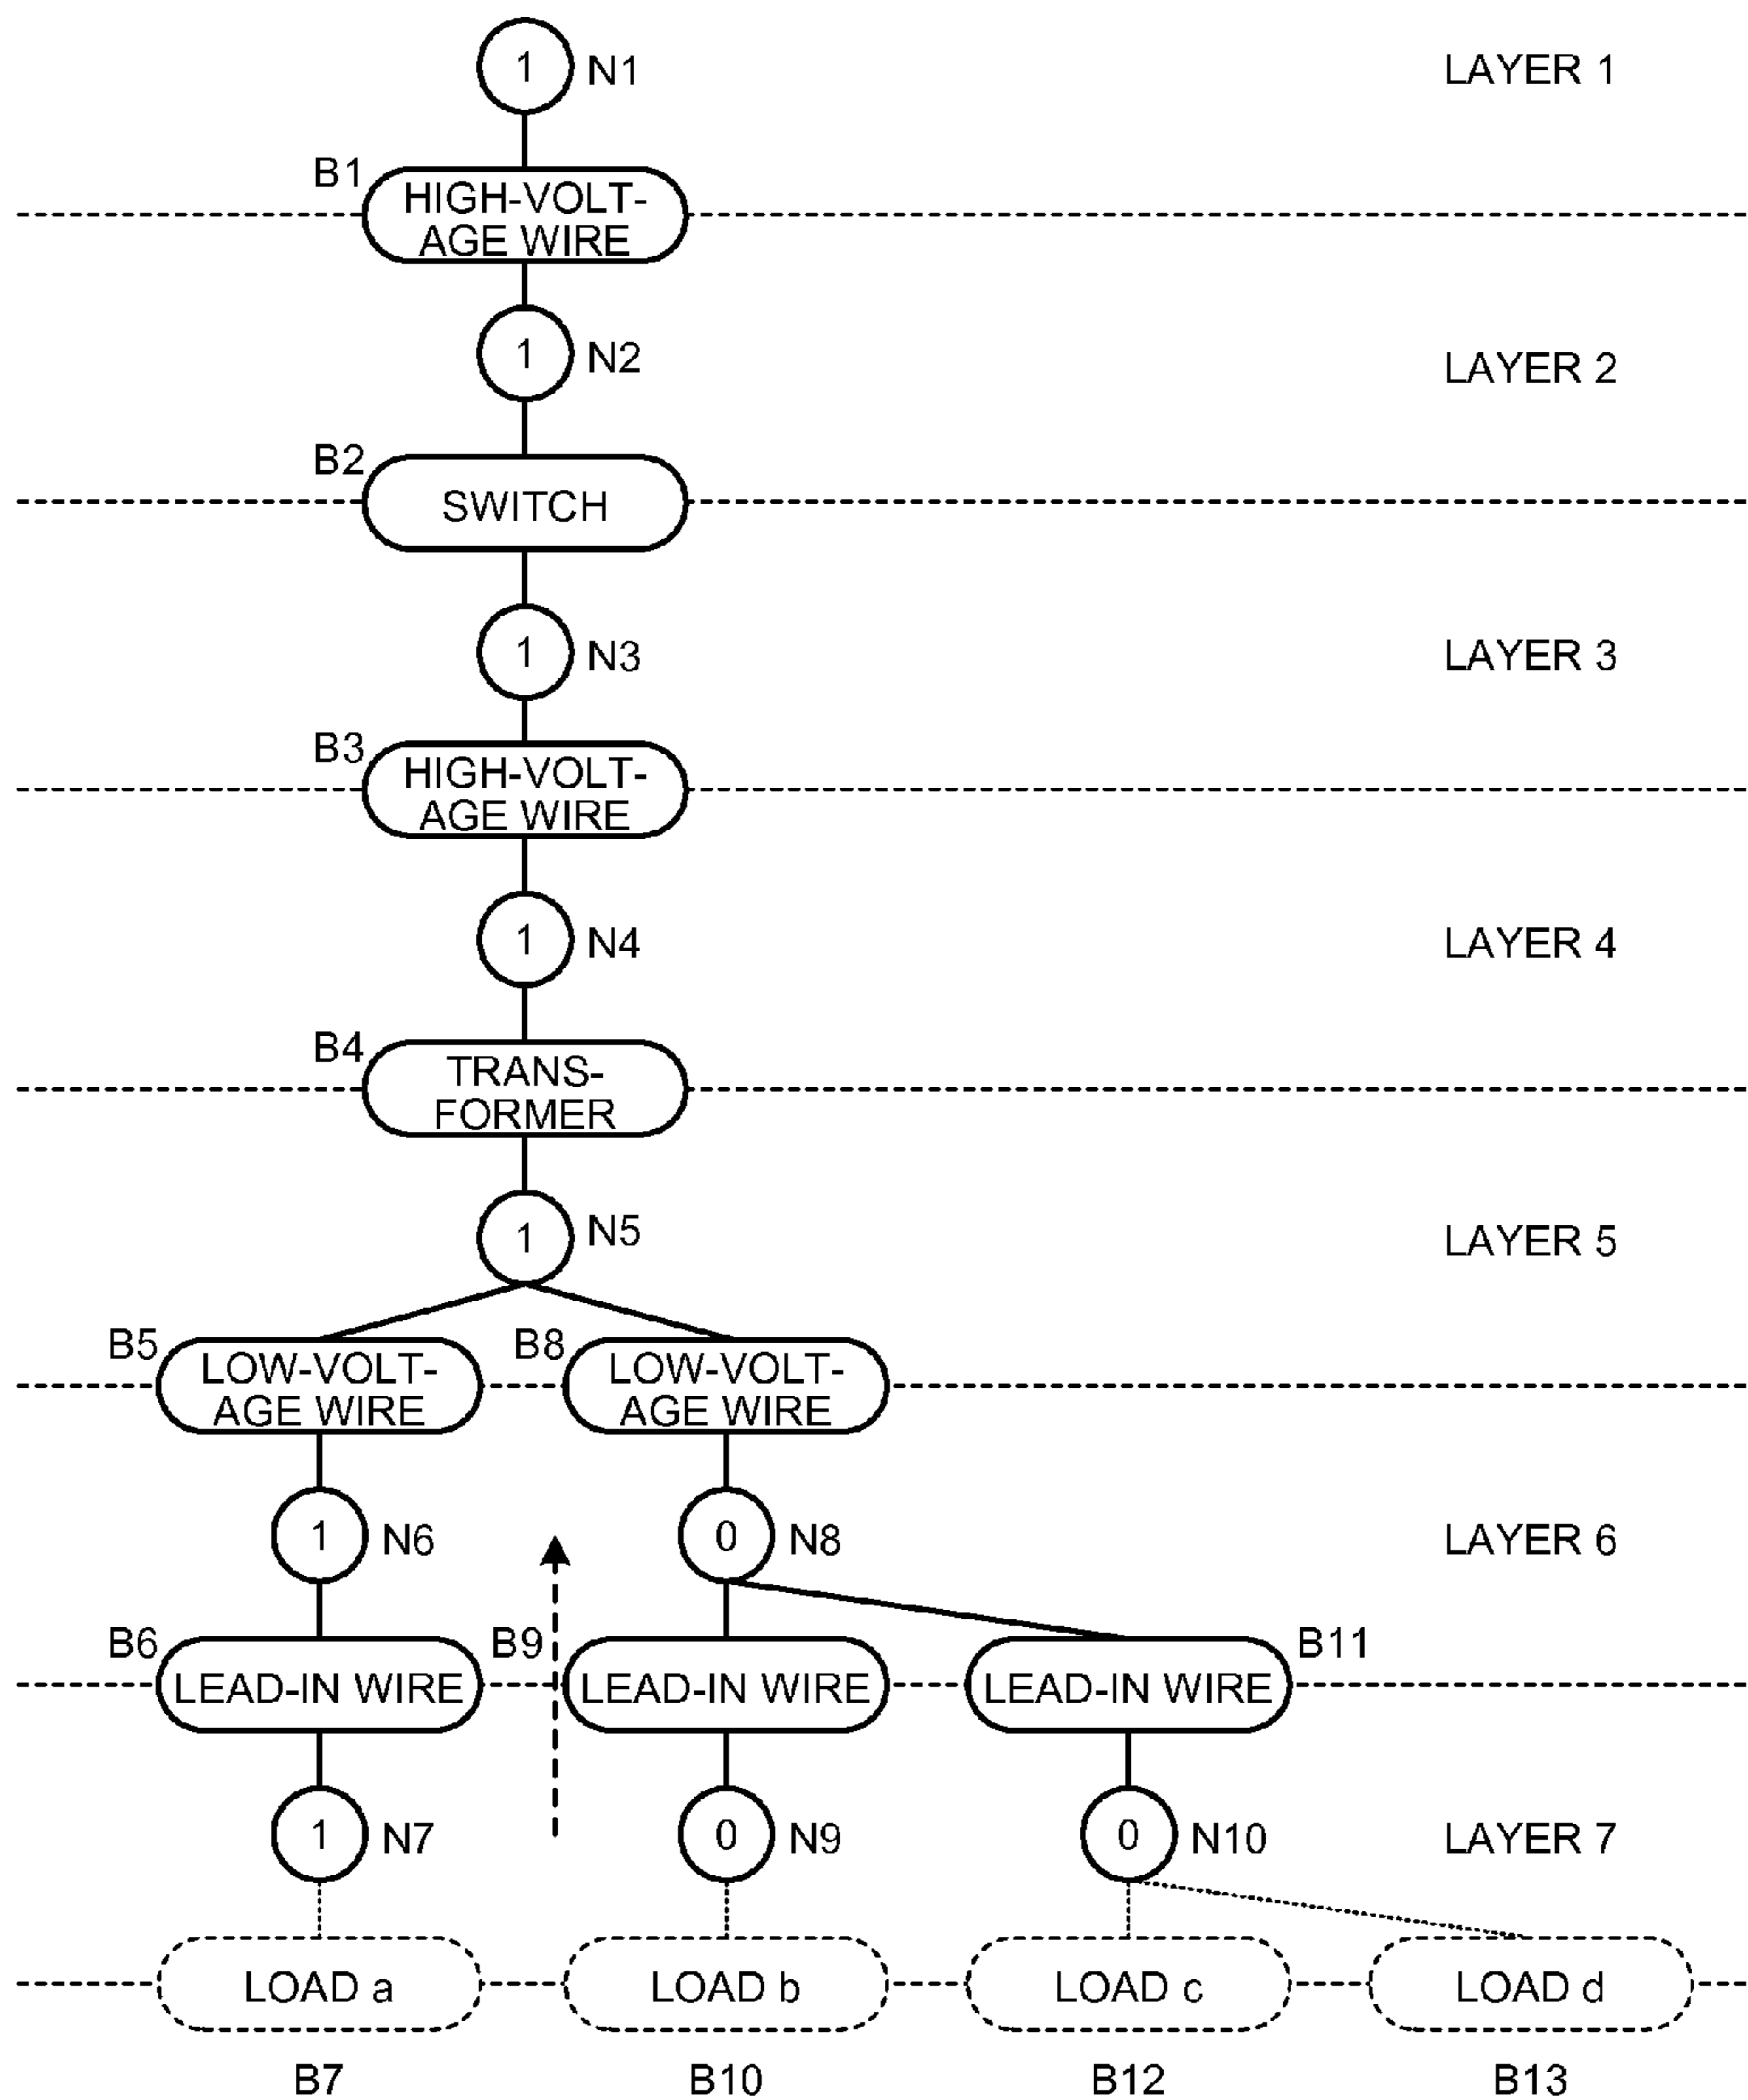 1 N1 LAYER 1
B1
HIGH-VOLT-
AGE WIRE
1 N2 LAYER 2
B2
SWITCH
1 N3 LAYER 3
B3
HIGH-VOLT-
AGE WIRE
1 N4 LAYER 4
B4
TRANS-
FORMER
1 N5 LAYER 5
B5 B8
LOW-VOLT- LOW-VOLT-
AGE WIRE AGE WIRE
1 N6 0 N8 LAYER 6
B6 B9 B11
LEAD-IN WIRE LEAD-IN WIRE LEAD-IN WIRE
1 N7 0 N9 0 N10 LAYER 7
LOAD a LOAD b LOAD c LOAD d
B7 B10 B12 B13